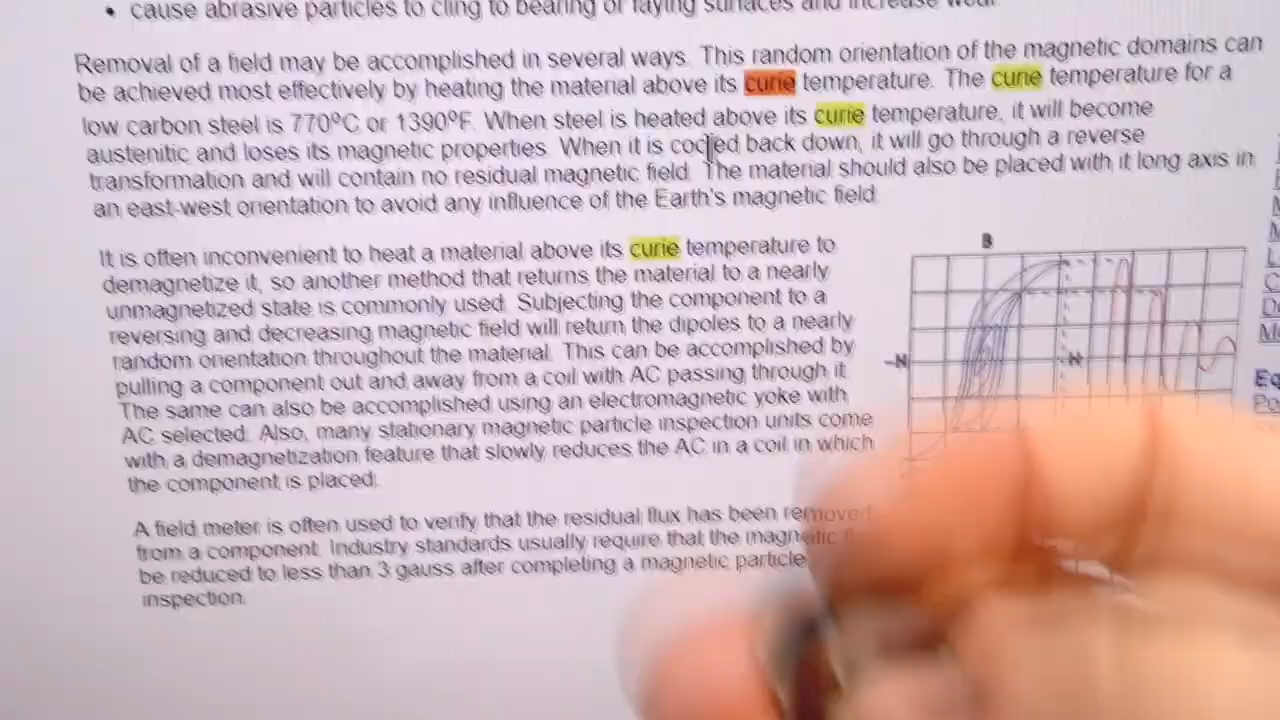 • cause abrasive particles to cling to bearing or faying surfaces and increase wear.
Removal of a field may be accomplished in several ways. This random orientation of the magnetic domains can
be achieved most effectively by heating the material above its curie temperature. The curie temperature for a
low carbon steel is 770ºC or 1390ºF. When steel is heated above its curie temperature, it will become
austenitic and loses its magnetic properties. When it is cooled back down, it will go through a reverse
transformation and will contain no residual magnetic field. The material should also be placed with it long axis in
an east-west orientation to avoid any influence of the Earth's magnetic field.
It is often inconvenient to heat a material above its curie temperature to
demagnetize it, so another method that returns the material to a nearly
unmagnetized state is commonly used. Subjecting the component to a
reversing and decreasing magnetic field will return the dipoles to a nearly
random orientation throughout the material. This can be accomplished by
pulling a component out and away from a coil with AC passing through it.
The same can also be accomplished using an electromagnetic yoke with
AC selected. Also, many stationary magnetic particle inspection units come
with a demagnetization feature that slowly reduces the AC in a coil in which
the component is placed.
B
-H
H
A field meter is often used to verify that the residual flux has been removed
from a component. Industry standards usually require that the magnetic
be reduced to less than 3 gauss after completing a magnetic particle
inspection.
Eq
Po